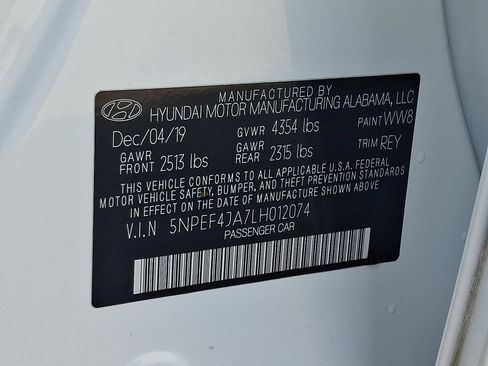 MANUFACTURED BY
HYUNDAI MOTOR MANUFACTURING ALABAMA, LLC
Dec/04/19 GVWR 4354 lbs PAINT WW8
GAWR FRONT 2513 lbs GAWR REAR 2315 lbs TRIM REY
THIS VEHICLE CONFORMS TO ALL APPLICABLE U.S.A. FEDERAL
MOTOR VEHICLE SAFETY, BUMPER, AND THEFT PREVENTION STANDARDS
IN EFFECT ON THE DATE OF MANUFACTURE SHOWN ABOVE.
V.I.N 5NPEF4JA7LH012074
PASSENGER CAR